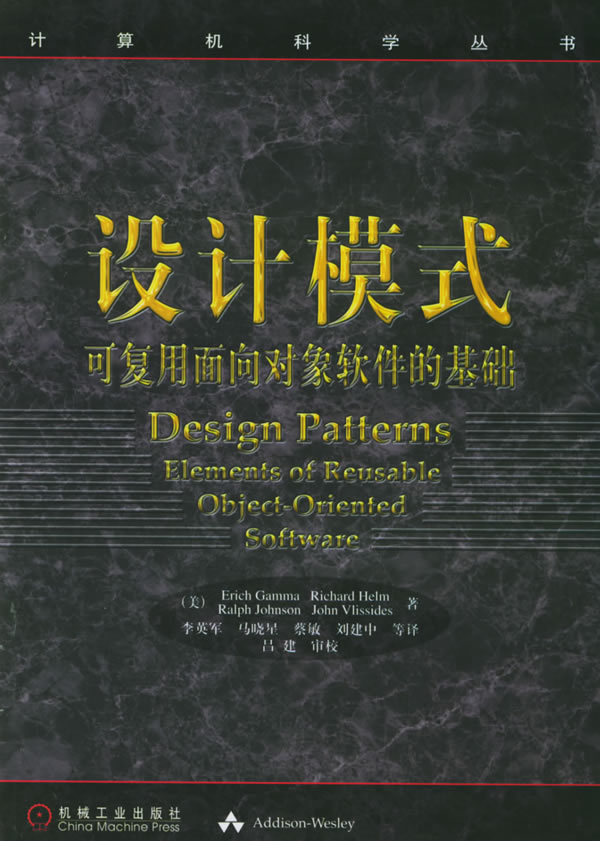 计算机科学丛书
设计模式
可复用面向对象软件的基础
Design Patterns
Elements of Reusable
Object-Oriented
Software
(美) Erich Gamma Richard Helm
Ralph Johnson John Vlissides 著
李英军 马晓星 蔡敏 刘建中 等译
吕 建 审校
机械工业出版社
China Machine Press
Addison-Wesley